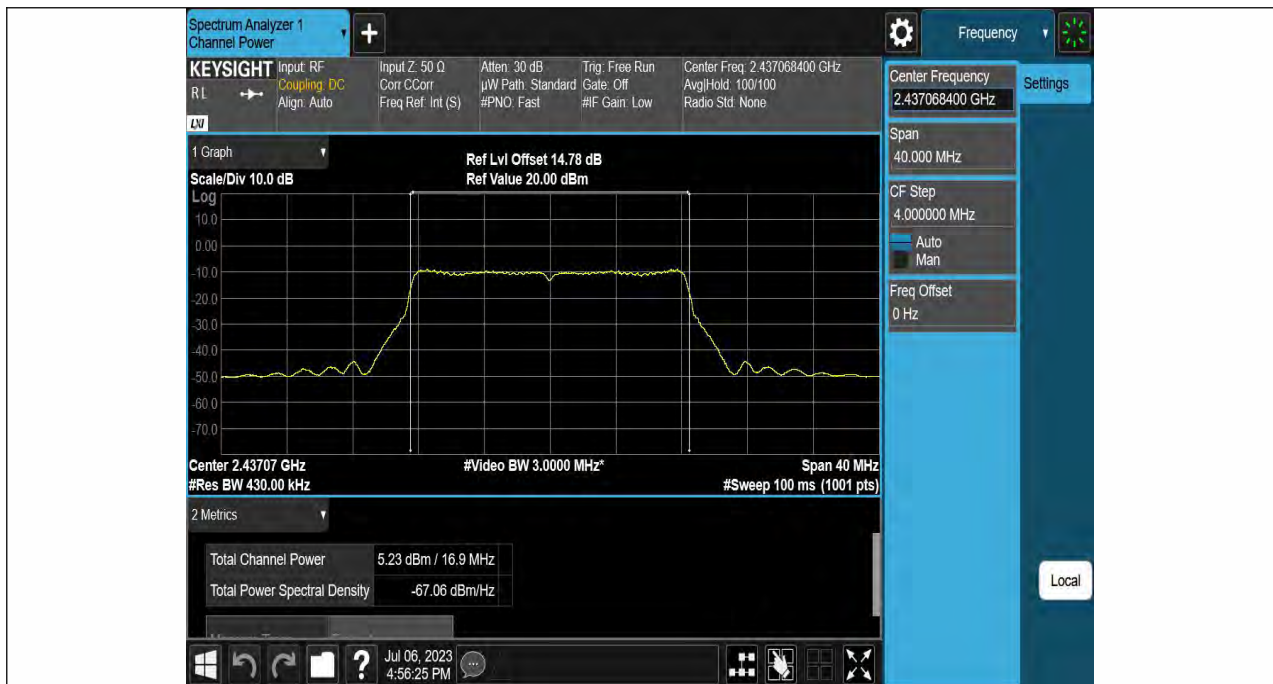 Spectrum Analyzer 1
Channel Power
+
Frequency
KEYSIGHT
RL
LXI
Input: RF
Coupling: DC
Align: Auto
Input Z: 50 Ω
Corr CCorr
Freq Ref: Int (S)
Atten: 30 dB
µW Path: Standard
#PNO: Fast
Trig: Free Run
Gate: Off
#IF Gain: Low
Center Freq: 2.437068400 GHz
Avg|Hold: 100/100
Radio Std: None
Center Frequency
2.437068400 GHz
Settings
Span
40.000 MHz
CF Step
4.000000 MHz
Auto
Man
Freq Offset
0 Hz
1 Graph
Ref Lvl Offset 14.78 dB
Scale/Div 10.0 dB
Ref Value 20.00 dBm
Log
10.0
0.00
-10.0
-20.0
-30.0
-40.0
-50.0
-60.0
-70.0
Center 2.43707 GHz
#Video BW 3.0000 MHz*
Span 40 MHz
#Res BW 430.00 kHz
#Sweep 100 ms (1001 pts)
2 Metrics
Total Channel Power 5.23 dBm / 16.9 MHz
Total Power Spectral Density -67.06 dBm/Hz
Local
?
Jul 06, 2023
4:56:25 PM